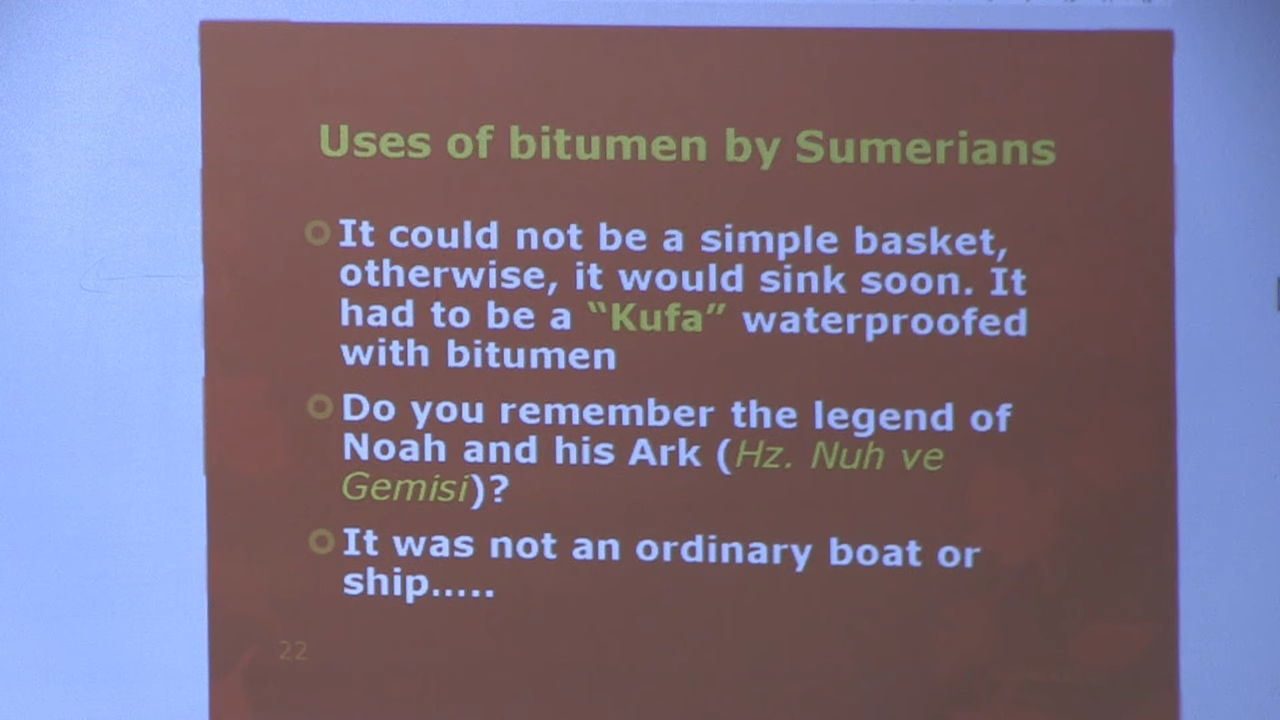 Uses of bitumen by Sumerians
It could not be a simple basket,
otherwise, it would sink soon. It
had to be a “Kufa” waterproofed
with bitumen
Do you remember the legend of
Noah and his Ark (Hz. Nuh ve
Gemisi)?
It was not an ordinary boat or
ship.....
22